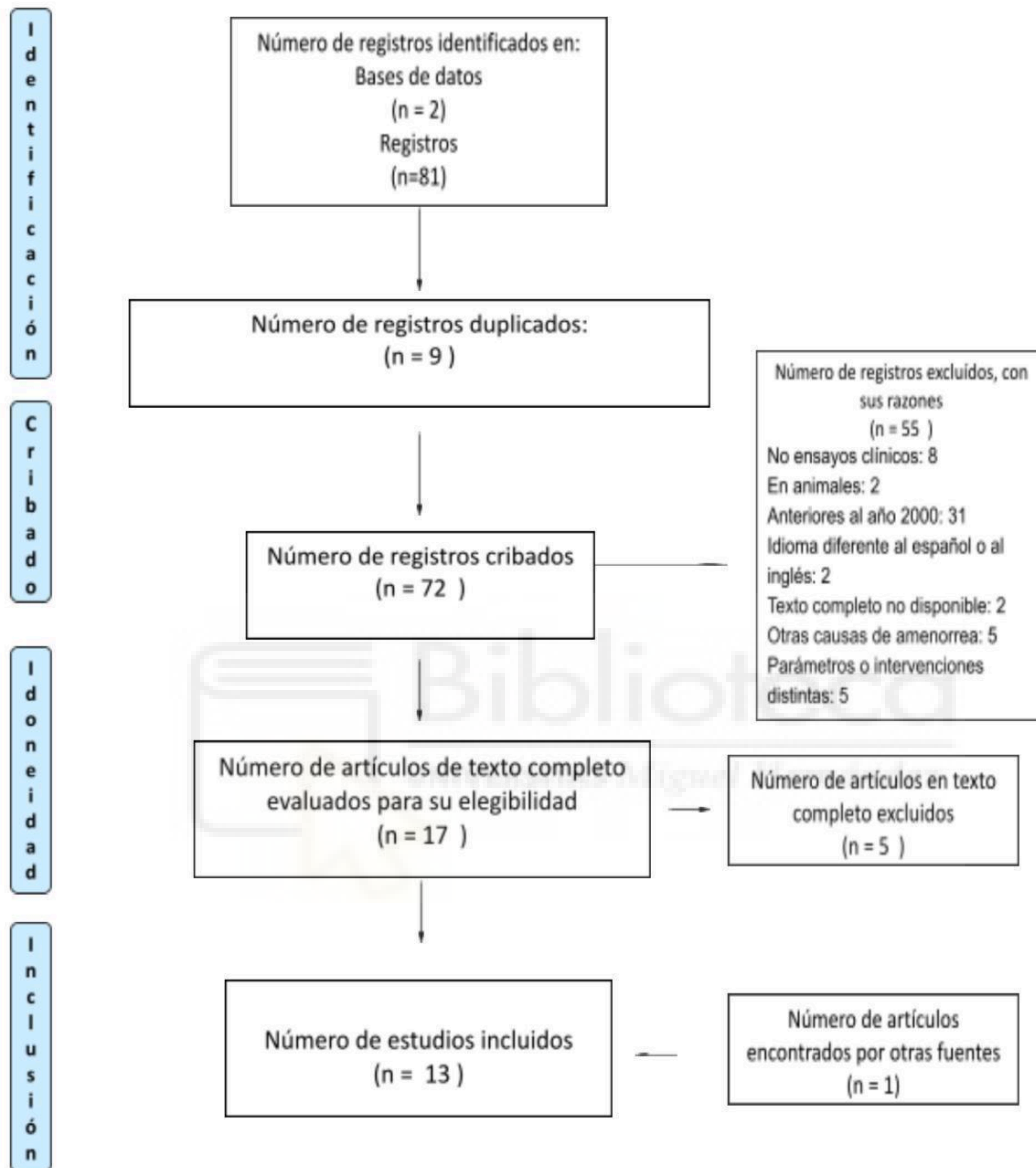 Identificación
Número de registros identificados en:
Bases de datos
(n = 2)
Registros
(n=81)
Número de registros duplicados:
(n = 9 )
Cribado
Número de registros cribados
(n = 72 )
Número de registros excluídos, con
sus razones
(n = 55 )
No ensayos clínicos: 8
En animales: 2
Anteriores al año 2000: 31
Idioma diferente al español o al
inglés: 2
Texto completo no disponible: 2
Otras causas de amenorrea: 5
Parámetros o intervenciones
distintas: 5
Idoneidad
Número de artículos de texto completo
evaluados para su elegibilidad
(n = 17 )
Número de artículos en texto
completo excluidos
(n = 5 )
Biblioteca
Inclusión
Número de estudios incluidos
(n = 13 )
Número de artículos
encontrados por otras fuentes
(n = 1)